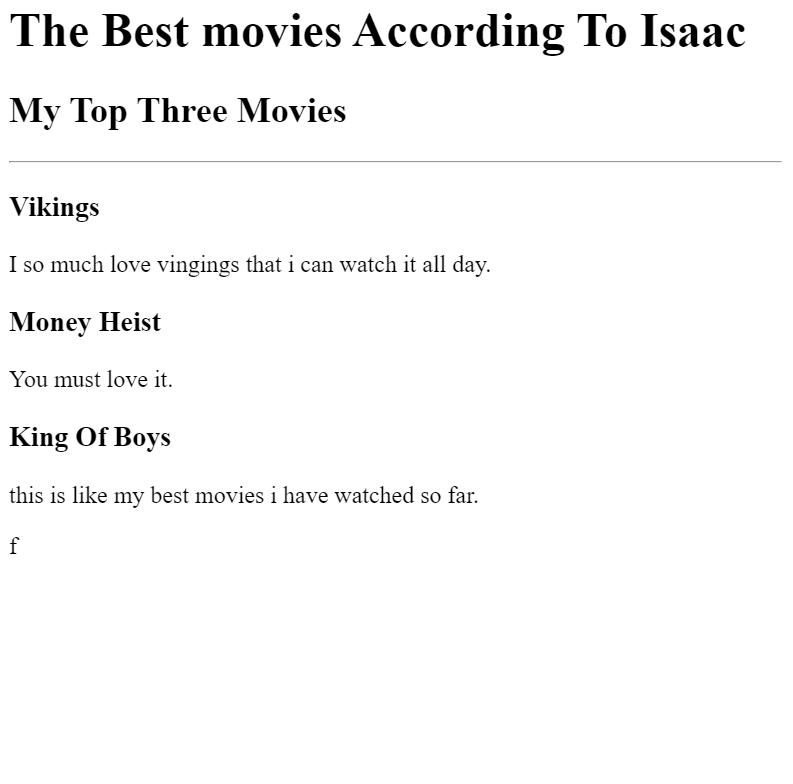 The Best movies According To Isaac
My Top Three Movies
Vikings
I so much love vingings that i can watch it all day.
Money Heist
You must love it.
King Of Boys
this is like my best movies i have watched so far.
f